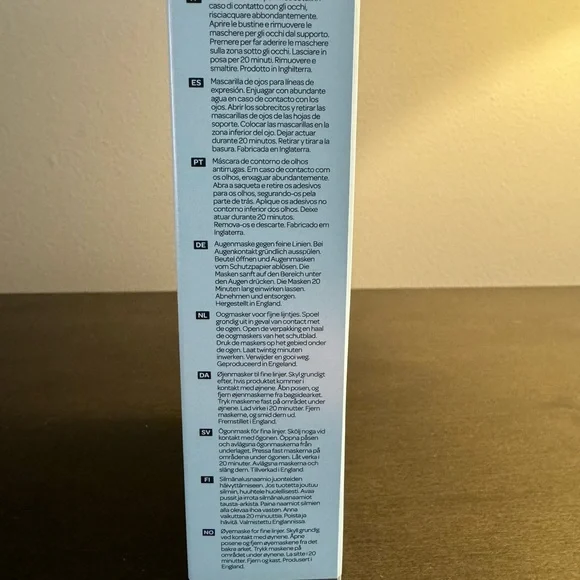 caso di contatto con gli occhi,
risciacquare abbondantemente.
Aprire le bustine e rimuovere le
maschere per gli occhi dal supporto.
Premere per far aderire le maschere
sulla zona sotto gli occhi. Lasciare in
posa per 20 minuti. Rimuovere e
smaltire. Prodotto in Inghilterra.
ES Mascarilla de ojos para líneas de
expresión. Enjuagar con abundante
agua en caso de contacto con los
ojos. Abrir los sobrecitos y retirar las
mascarillas de ojos de las hojas de
soporte. Colocar las mascarillas en la
zona inferior del ojo. Dejar actuar
durante 20 minutos. Retirar y tirar a la
basura. Fabricada en Inglaterra.
PT Máscara de contorno de olhos
antirrugas. Em caso de contacto com
os olhos, enxaguar abundantemente.
Abra a saqueta e retire os adesivos
para os olhos, segurando-os pela
parte de trás. Aplique os adesivos no
contorno inferior dos olhos. Deixe
atuar durante 20 minutos.
Remova-os e descarte. Fabricado em
Inglaterra.
DE Augenmaske gegen feine Linien. Bei
Augenkontakt gründlich ausspülen.
Beutel öffnen und Augenmasken
vom Schutzpapier ablösen. Die
Masken sanft auf den Bereich unter
den Augen drücken. Die Masken 20
Minuten lang einwirken lassen.
Abnehmen und entsorgen.
Hergestellt in England.
NL Oogmasker voor fijne lijntjes. Spoel
grondig uit in geval van contact met
de ogen. Open de verpakking en haal
de oogmaskers van het schutblad.
Druk de maskers op het gebied onder
de ogen. Laat twintig minuten
inwerken. Verwijder en gooi weg.
Geproduceerd in Engeland.
DA Øjenmasker til fine linjer. Skyl grundigt
efter, hvis produktet kommer i
kontakt med øjnene. Åbn posen, og
fjern øjenmaskerne fra bagsidearket.
Tryk maskerne fast på området under
øjnene. Lad virke i 20 minutter. Fjern
maskerne, og smid dem ud.
Fremstillet i England.
SV Ögonmask för fina linjer. Skölj noga vid
kontakt med ögonen. Öppna påsen
och avlägsna ögonmaskerna från
underlaget. Pressa fast maskerna på
områdena under ögonen. Låt verka i
20 minuter. Avlägsna maskerna och
släng dem. Tillverkad i England.
FI Silmänalusnaamio juonteiden
häivyttämiseen. Jos tuotetta joutuu
silmiin, huuhtele huolellisesti. Avaa
pussit ja irrota silmänalusnaamiot
tausta-arkista. Paina naamiot silmien
alla olevaa ihoa vasten. Anna
vaikuttaa 20 minuuttia. Poista ja
hävitä. Valmistettu Englannissa.
NO Øyemaske for fine linjer. Skyll grundig
ved kontakt med øynene. Åpne
posene og fjern øyemaskene fra det
bakre arket. Trykk maskene på
området under øynene. La sitte i 20
minutter. Fjern og kast. Produsert i
England.